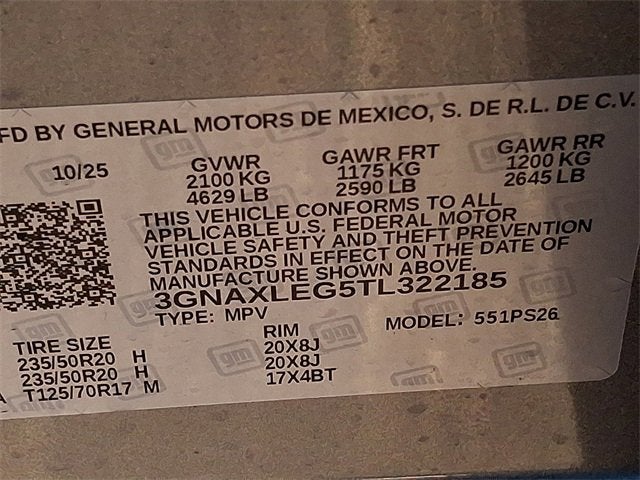 FD BY GENERAL MOTORS DE MEXICO, S. DE R.L. DE C.V.
10/25
GVWR
2100 KG
4629 LB
GAWR FRT
1175 KG
2590 LB
GAWR RR
1200 KG
2645 LB
THIS VEHICLE CONFORMS TO ALL
APPLICABLE U.S. FEDERAL MOTOR
VEHICLE SAFETY AND THEFT PREVENTION
STANDARDS IN EFFECT ON THE DATE OF
MANUFACTURE SHOWN ABOVE.
3GNAXLEG5TL322185
TYPE: MPV
MODEL: 551PS26
TIRE SIZE
RIM
235/50R20 H
20X8J
235/50R20 H
20X8J
T125/70R17 M
17X4BT
gm